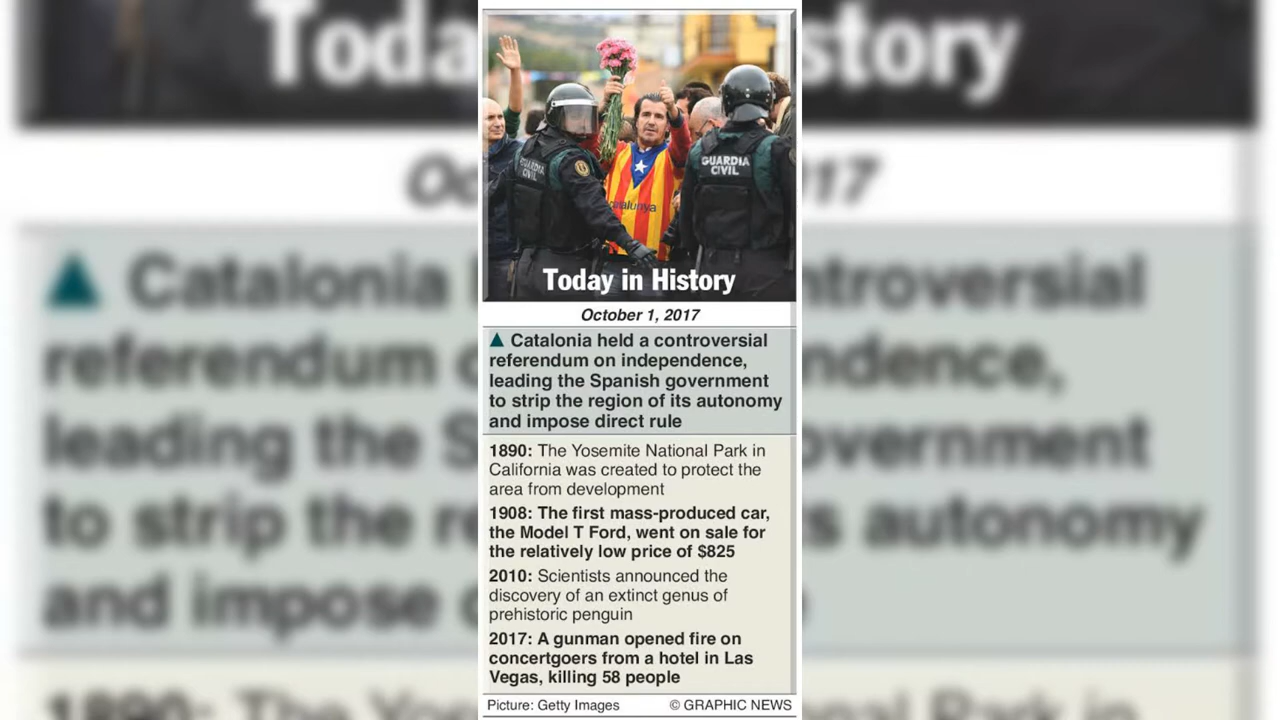 GUARDIA
CIVIL
GUARDIA
CIVIL
catalunya
Today in History
October 1, 2017
▲ Catalonia held a controversial
referendum on independence,
leading the Spanish government
to strip the region of its autonomy
and impose direct rule
1890: The Yosemite National Park in
California was created to protect the
area from development
1908: The first mass-produced car,
the Model T Ford, went on sale for
the relatively low price of $825
2010: Scientists announced the
discovery of an extinct genus of
prehistoric penguin
2017: A gunman opened fire on
concertgoers from a hotel in Las
Vegas, killing 58 people
Picture: Getty Images © GRAPHIC NEWS